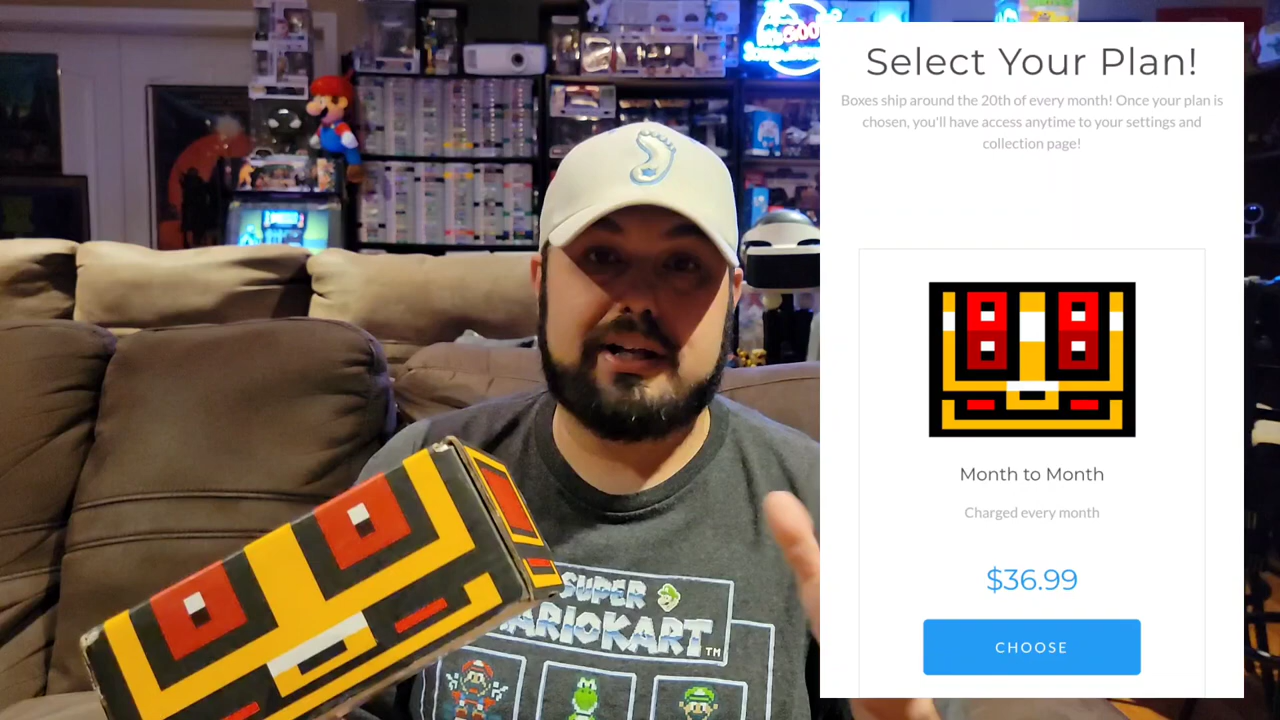 Select Your Plan!
Boxes ship around the 20th of every month! Once your plan is
chosen, you'll have access anytime to your settings and
collection page!
Month to Month
Charged every month
$36.99
CHOOSE
SUPER
MARIOKART™